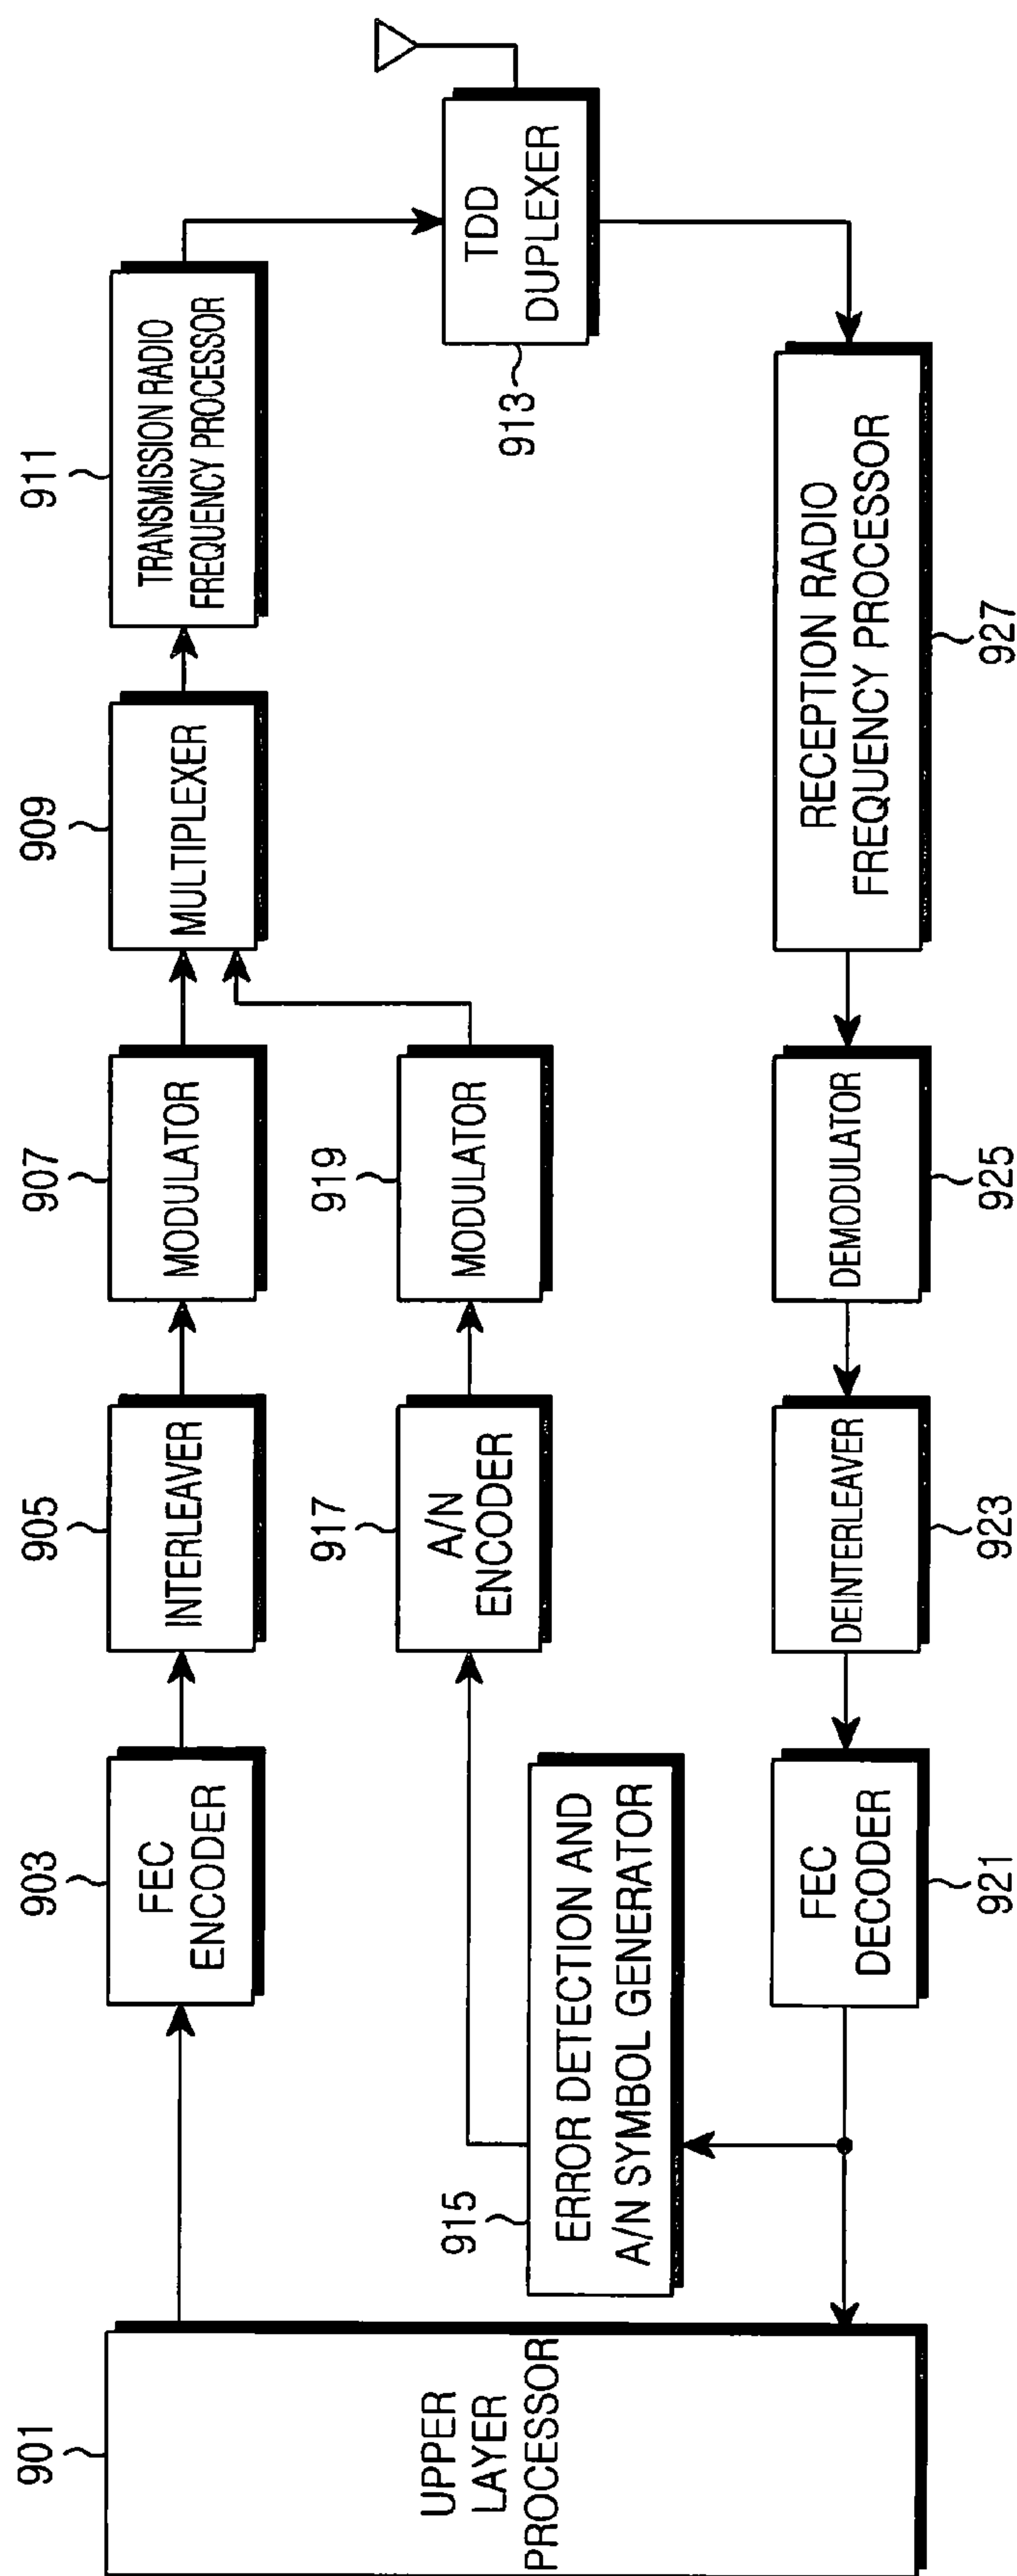 901
UPPER
LAYER
PROCESSOR
903
FEC
ENCODER
905
INTERLEAVER
907
MODULATOR
909
MULTIPLEXER
911
TRANSMISSION RADIO
FREQUENCY PROCESSOR
TDD
DUPLEXER
913
915
ERROR DETECTION AND
A/N SYMBOL GENERATOR
917
A/N
ENCODER
919
MODULATOR
FEC
DECODER
921
DEINTERLEAVER
923
DEMODULATOR
925
RECEPTION RADIO
FREQUENCY PROCESSOR
927